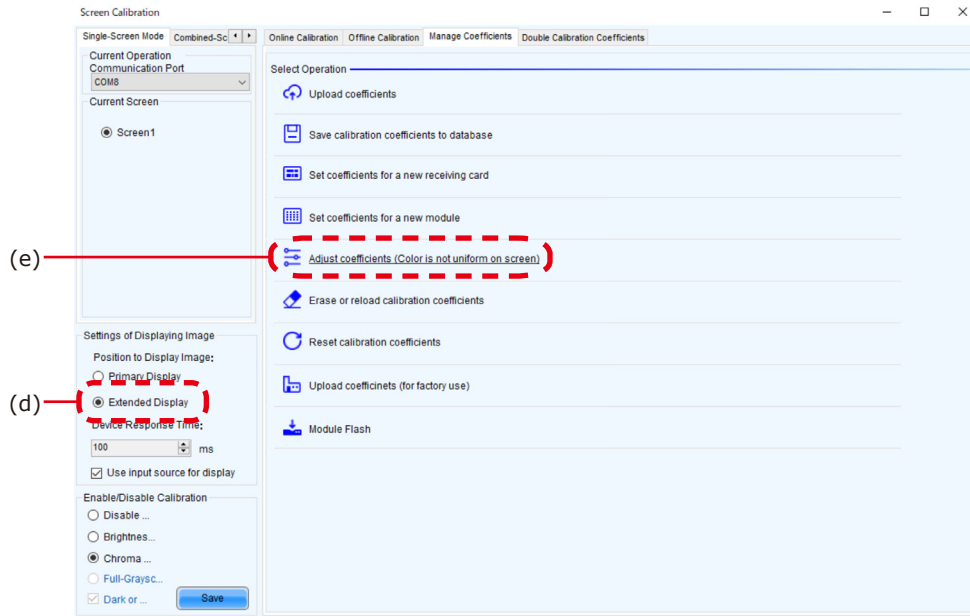 Screen Calibration
Single-Screen Mode
Combined-Sc
Online Calibration
Offline Calibration
Manage Coefficients
Double Calibration Coefficients
Current Operation
Communication Port
COM8
Current Screen
Screen1
Select Operation
Upload coefficients
Save calibration coefficients to database
Set coefficients for a new receiving card
Set coefficients for a new module
(e)
Adjust coefficients (Color is not uniform on screen)
Erase or reload calibration coefficients
Reset calibration coefficients
Upload coefficinets (for factory use)
Module Flash
Settings of Displaying Image
Position to Display Image:
Primary Display
(d)
Extended Display
Device Response Time:
100
ms
Use input source for display
Enable/Disable Calibration
Disable ...
Brightnes...
Chroma ...
Full-Graysc...
Dark or ...
Save